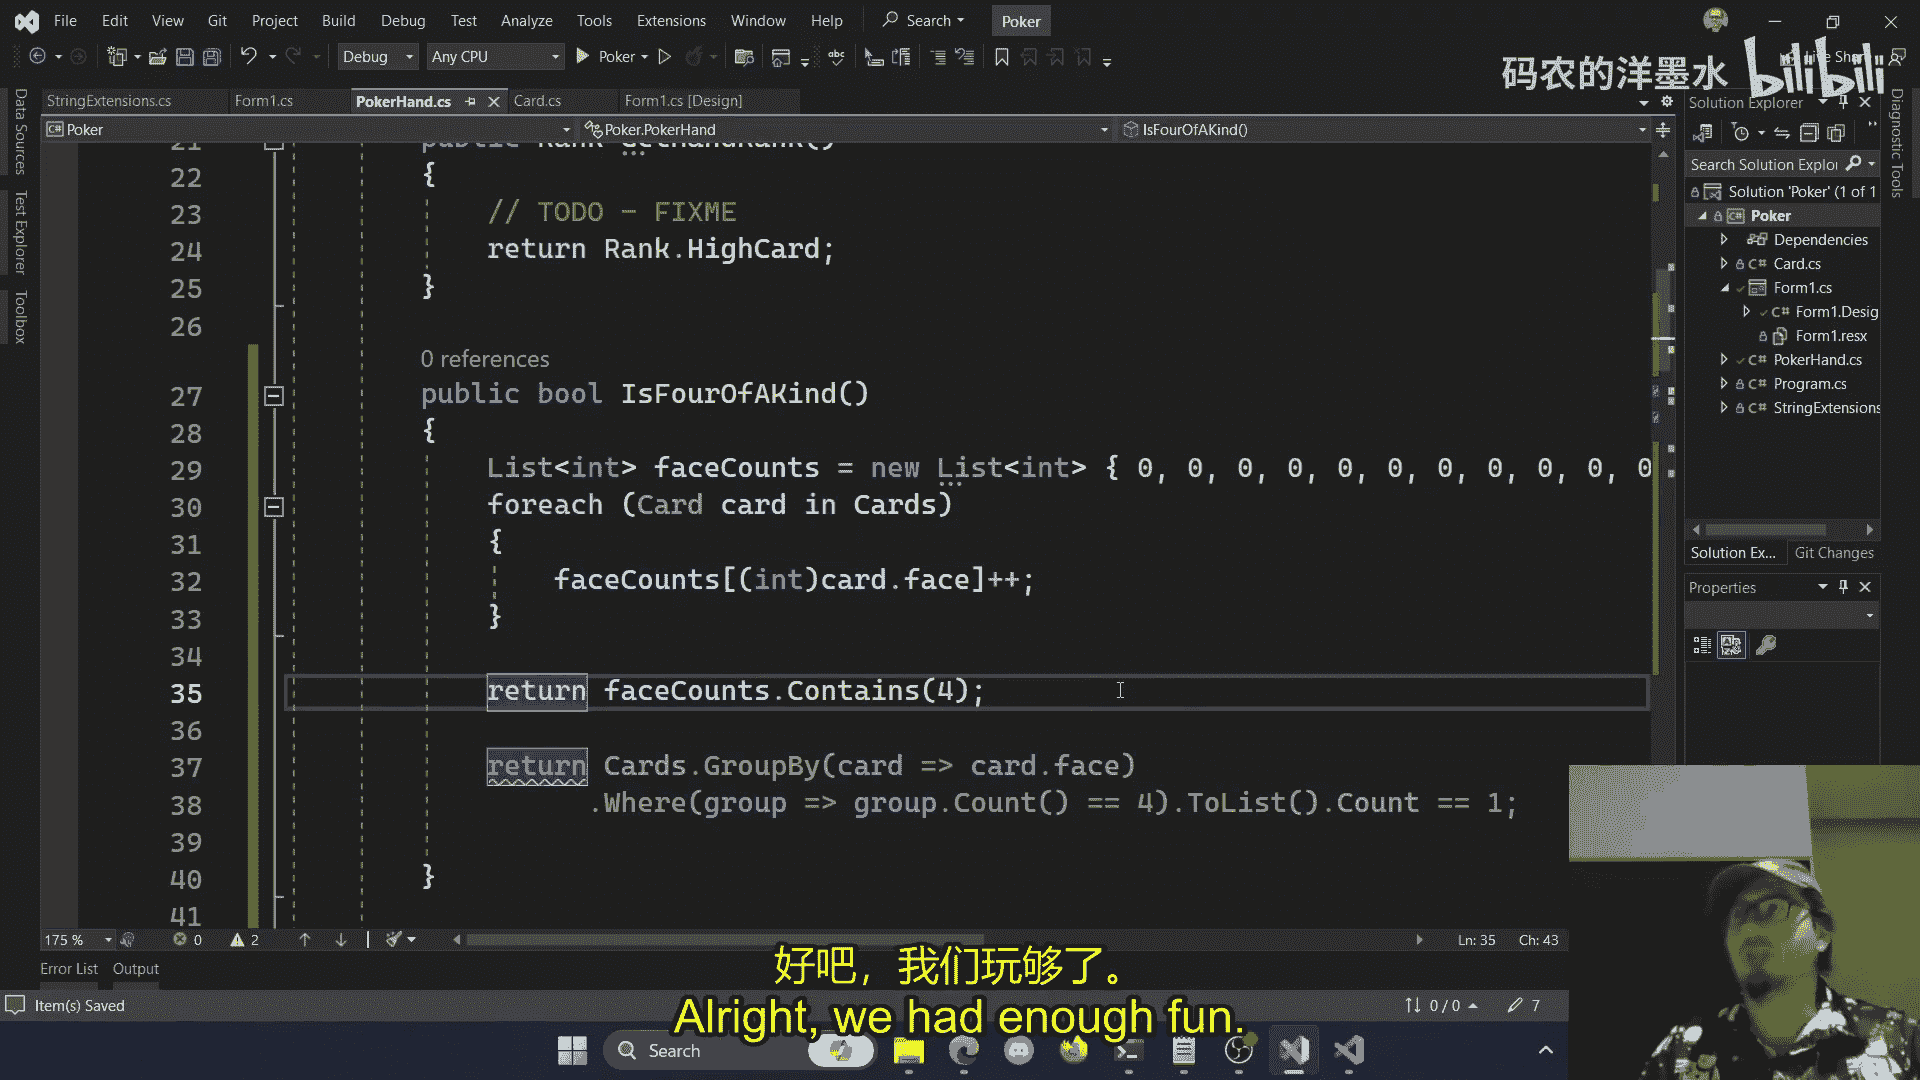 File Edit View Git Project Build Debug Test Analyze Tools Extensions Window Help Search Poker
Debug Any CPU Poker
码农的洋墨水 bilibili
StringExtensions.cs Form1.cs PokerHand.cs Card.cs Form1.cs [Design]
Poker Poker.PokerHand IsFourOfAKind()
Data Sources
Test Explorer
Toolbox
22 {
23 // TODO - FIXME
24 return Rank.HighCard;
25 }
26
0 references
27 public bool IsFourOfAKind()
28 {
29 List<int> faceCounts = new List<int> { 0, 0, 0, 0, 0, 0, 0, 0, 0, 0, 0
30 foreach (Card card in Cards)
31 {
32 faceCounts[(int)card.face]++;
33 }
34
35 return faceCounts.Contains(4);
36
37 return Cards.GroupBy(card => card.face)
38 .Where(group => group.Count() == 4).ToList().Count == 1;
39
40 }
41
175 % 0 2 Ln: 35 Ch: 43
Error List Output
Item(s) Saved 0 / 0 7
Solution Explorer
Search Solution Explor
Solution 'Poker' (1 of 1
Poker
Dependencies
C# Card.cs
Form1.cs
C# Form1.Desig
Form1.resx
C# PokerHand.cs
C# Program.cs
C# StringExtensions
Solution Ex... Git Changes
Properties
Diagnostic Tools
好吧，我们玩够了。
Alright, we had enough fun.
Search